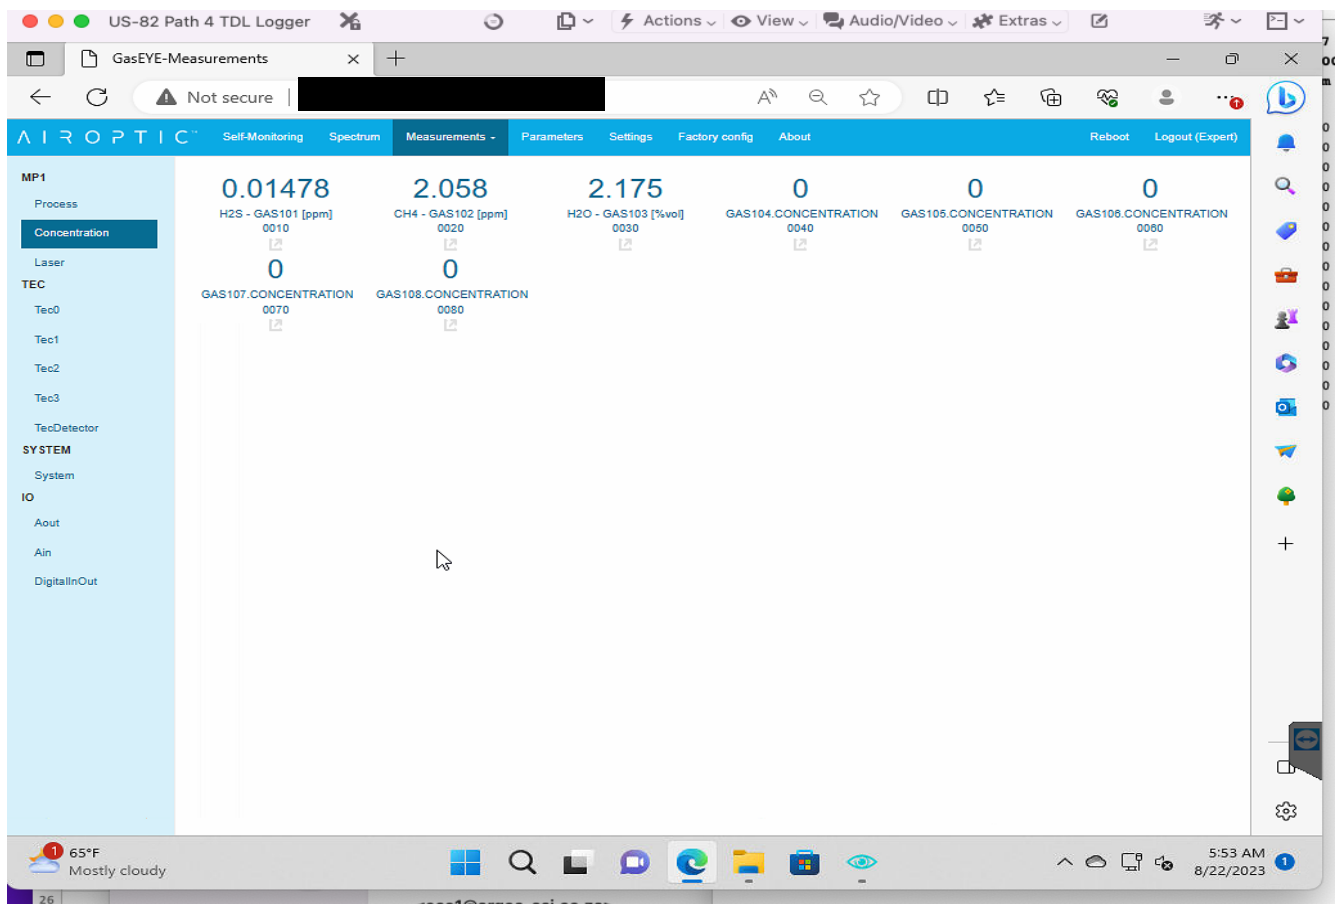 US-82 Path 4 TDL Logger
Actions View Audio/Video Extras
GasEYE-Measurements
Not secure
AIROPTIC Self-Monitoring Spectrum Measurements Parameters Settings Factory config About Reboot Logout (Expert)
MP1
Process
Concentration
Laser
TEC
Tec0
Tec1
Tec2
Tec3
TecDetector
SYSTEM
System
IO
Aout
Ain
DigitalInOut
0.01478 2.058 2.175 0 0 0
H2S - GAS101 [ppm] CH4 - GAS102 [ppm] H2O - GAS103 [%vol] GAS104.CONCENTRATION GAS105.CONCENTRATION GAS106.CONCENTRATION
0010 0020 0030 0040 0050 0060
0 0
GAS107.CONCENTRATION GAS108.CONCENTRATION
0070 0080
1
65°F
Mostly cloudy
5:53 AM
8/22/2023
1
26